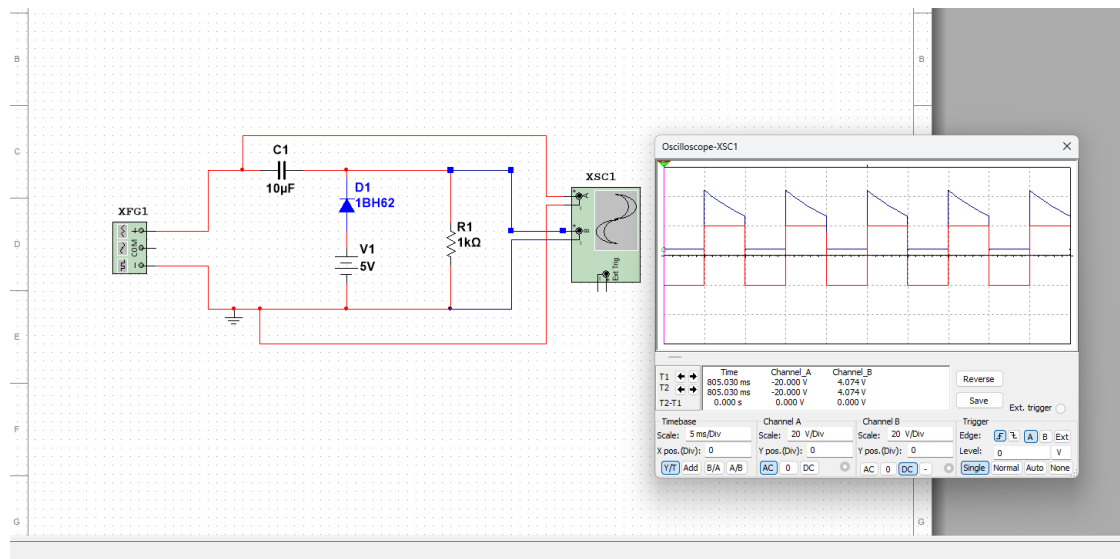 B
B
C
D
D
E
E
F
F
G
G
XFG1
COM
C1
10µF
D1
1BH62
V1
5V
R1
1kΩ
XSC1
A
B
Ext Trig
Oscilloscope-XSC1
Time Channel_A Channel_B
T1 805.030 ms -20.000 V 4.074 V
T2 805.030 ms -20.000 V 4.074 V
T2-T1 0.000 s 0.000 V 0.000 V
Reverse
Save
Ext. trigger
Timebase
Scale: 5 ms/Div
X pos.(Div): 0
Y/T Add B/A A/B
Channel A
Scale: 20 V/Div
Y pos.(Div): 0
AC 0 DC
Channel B
Scale: 20 V/Div
Y pos.(Div): 0
AC 0 DC -
Trigger
Edge: A B Ext
Level: 0 V
Single Normal Auto None